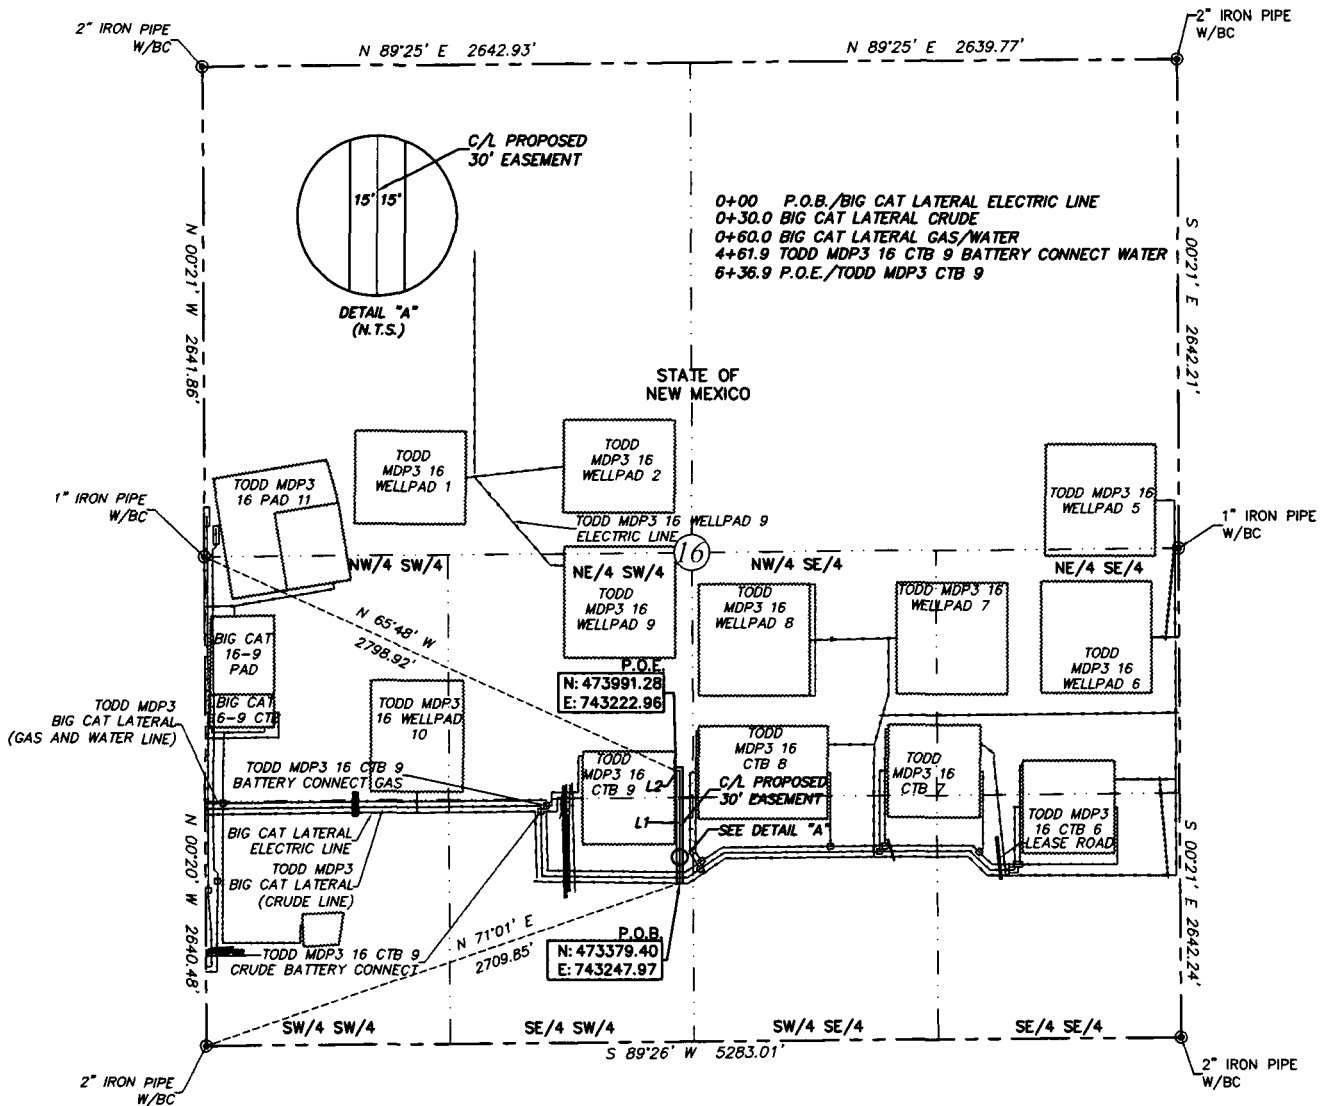 2" IRON PIPE
W/BC
N 89°25' E 2642.93'
N 89°25' E 2639.77'
2" IRON PIPE
W/BC
C/L PROPOSED
30' EASEMENT
15' 15'
DETAIL "A"
(N.T.S.)
0+00 P.O.B./BIG CAT LATERAL ELECTRIC LINE
0+30.0 BIG CAT LATERAL CRUDE
0+60.0 BIG CAT LATERAL GAS/WATER
4+61.9 TODD MDP3 16 CTB 9 BATTERY CONNECT WATER
6+36.9 P.O.E./TODD MDP3 CTB 9
N 00°21' W 2641.86'
S 00°21' E 2642.21'
STATE OF
NEW MEXICO
TODD
MDP3 16
WELLPAD 1
TODD
MDP3 16
WELLPAD 2
TODD MDP3
16 PAD 11
TODD MDP3 16
WELLPAD 5
1" IRON PIPE
W/BC
TODD MDP3 16 WELLPAD 9
ELECTRIC LINE
1" IRON PIPE
W/BC
16
NW/4 SW/4
NE/4 SW/4
NW/4 SE/4
NE/4 SE/4
TODD
MDP3 16
WELLPAD 9
TODD
MDP3 16
WELLPAD 8
TODD MDP3 16
WELLPAD 7
TODD
MDP3 16
WELLPAD 6
N 65°48' W
2798.92'
BIG CAT
16-9
PAD
BIG CAT
6-9 CTB
P.O.E.
N: 473991.28
E: 743222.96
TODD MDP3
BIG CAT LATERAL
(GAS AND WATER LINE)
TODD MDP3
16 WELLPAD
10
TODD MDP3 16 CTB 9
BATTERY CONNECT GAS
TODD
MDP3 16
CTB 9
L2
L1
TODD
MDP3 16
CTB 8
C/L PROPOSED
30' EASEMENT
SEE DETAIL "A"
TODD
MDP3 16
CTB 7
TODD MDP3
16 CTB 6
LEASE ROAD
BIG CAT LATERAL
ELECTRIC LINE
TODD MDP3
BIG CAT LATERAL
(CRUDE LINE)
N 00°20' W 2640.48'
S 00°21' E 2642.24'
TODD MDP3 16 CTB 9
CRUDE BATTERY CONNECT
N 71°01' E
2709.85'
P.O.B.
N: 473379.40
E: 743247.97
SW/4 SW/4
SE/4 SW/4
SW/4 SE/4
SE/4 SE/4
S 89°26' W 5283.01'
2" IRON PIPE
W/BC
2" IRON PIPE
W/BC